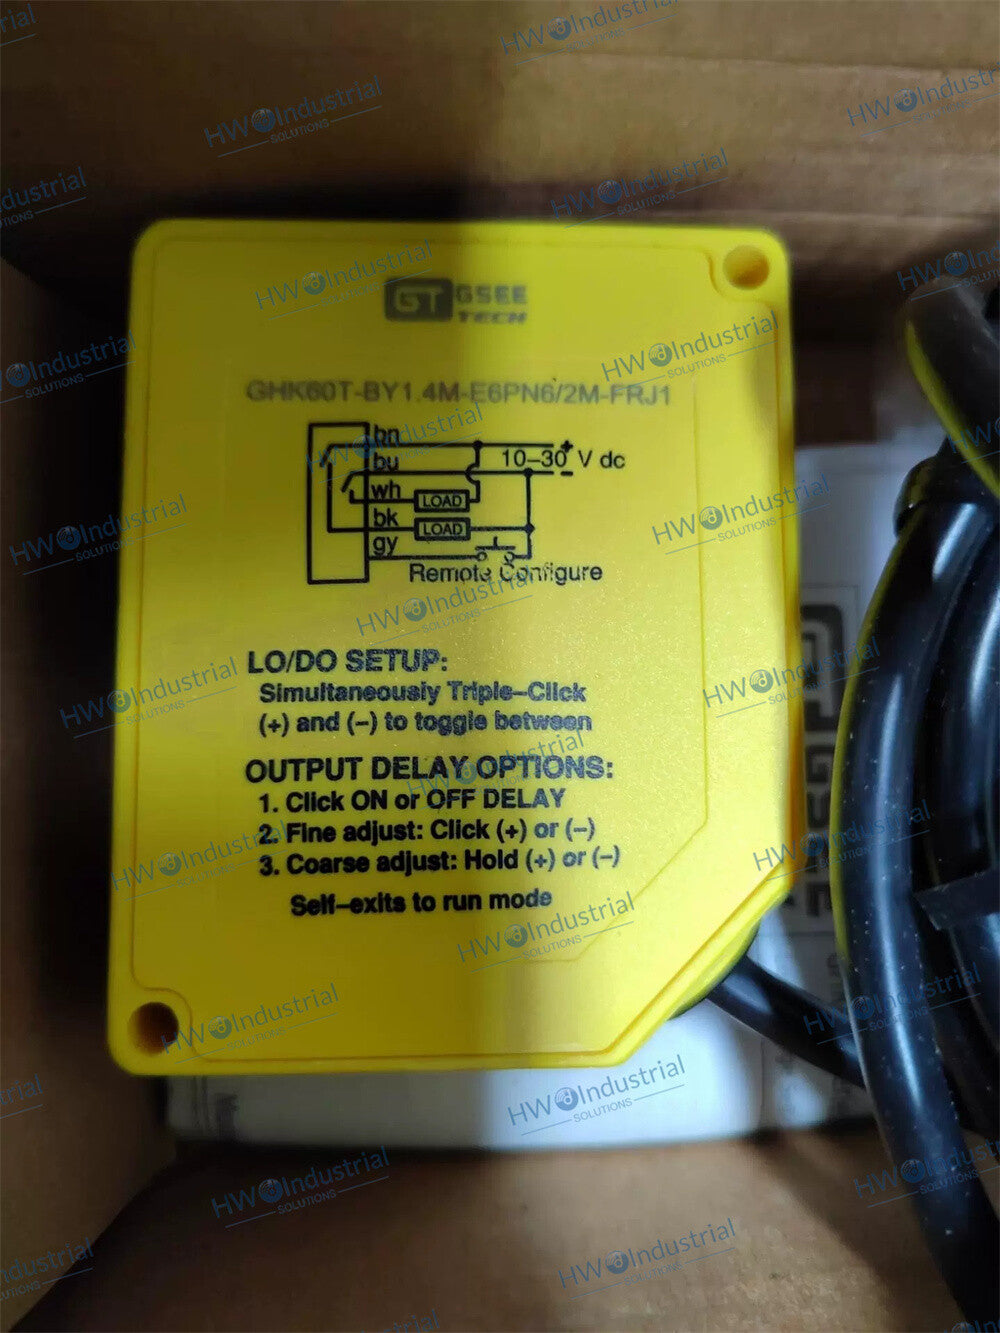 GT GSEE
TECH
GHK60T-BY1.4M-E6PN6/2M-FRJ1
bn
bu
10–30 V dc
+
–
wh
LOAD
bk
LOAD
gy
Remote Configure
LO/DO SETUP:
Simultaneously Triple–Click
(+) and (–) to toggle between
OUTPUT DELAY OPTIONS:
1. Click ON or OFF DELAY
2. Fine adjust: Click (+) or (–)
3. Coarse adjust: Hold (+) or (–)
Self–exits to run mode
HW Industrial
SOLUTIONS